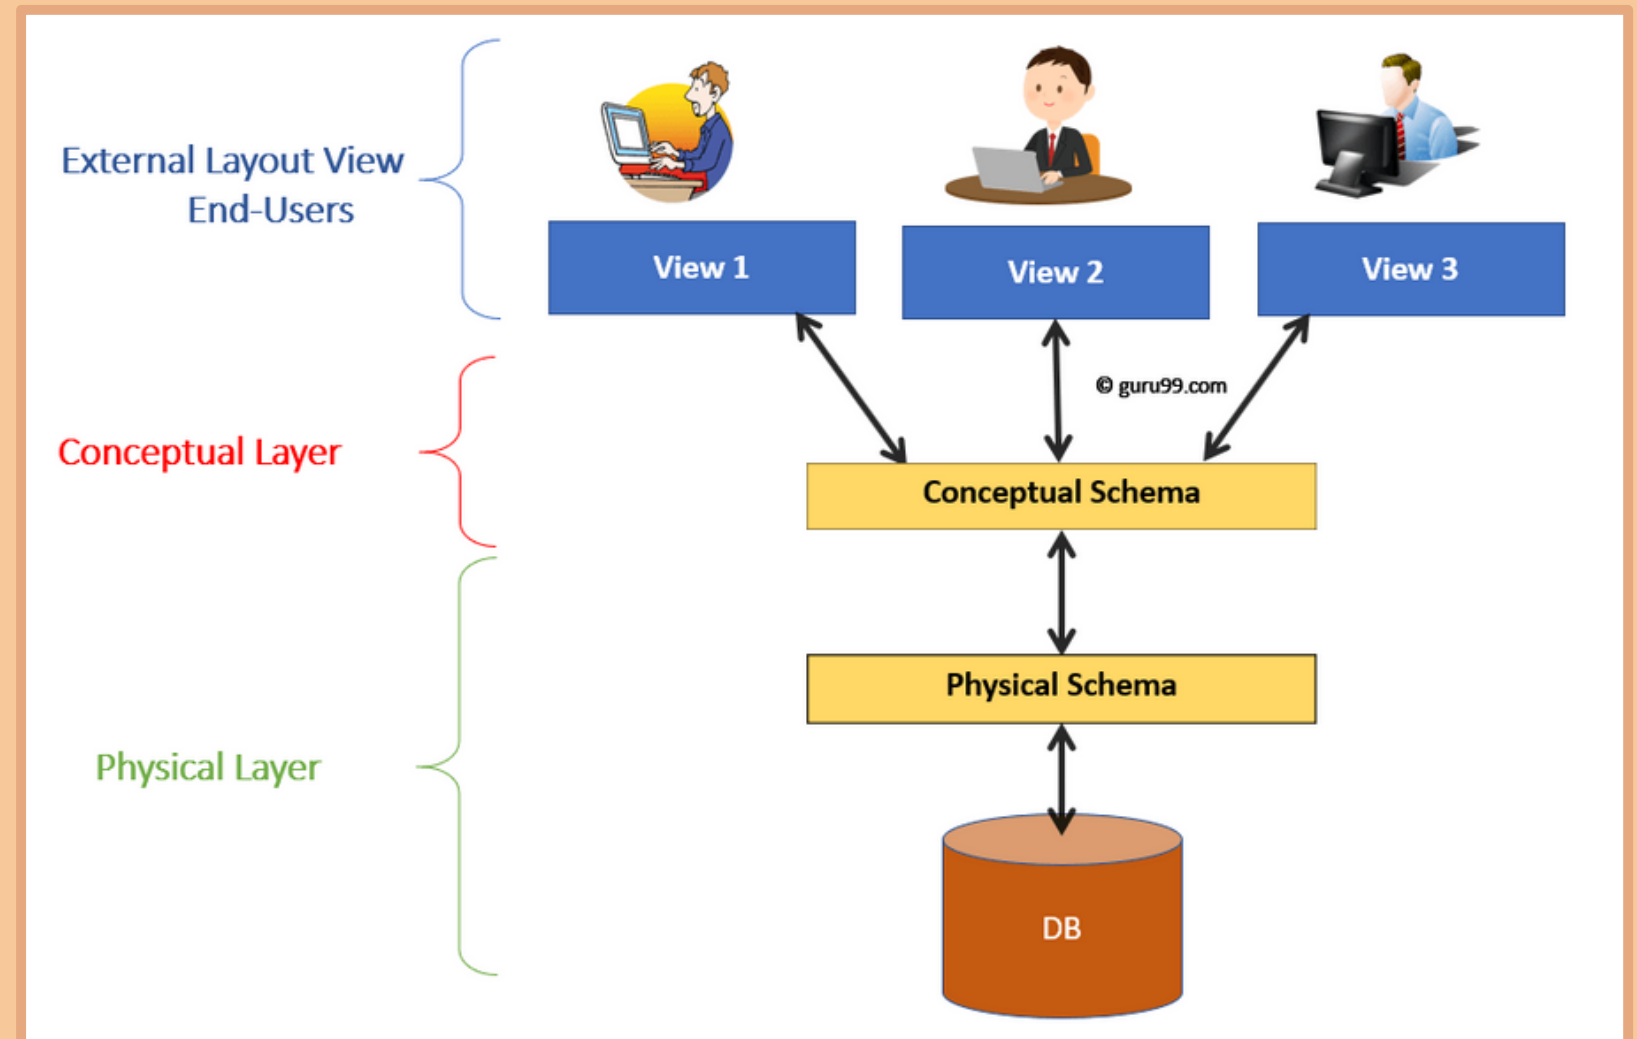 External Layout View
End-Users
View 1
View 2
View 3
© guru99.com
Conceptual Layer
Conceptual Schema
Physical Schema
Physical Layer
DB